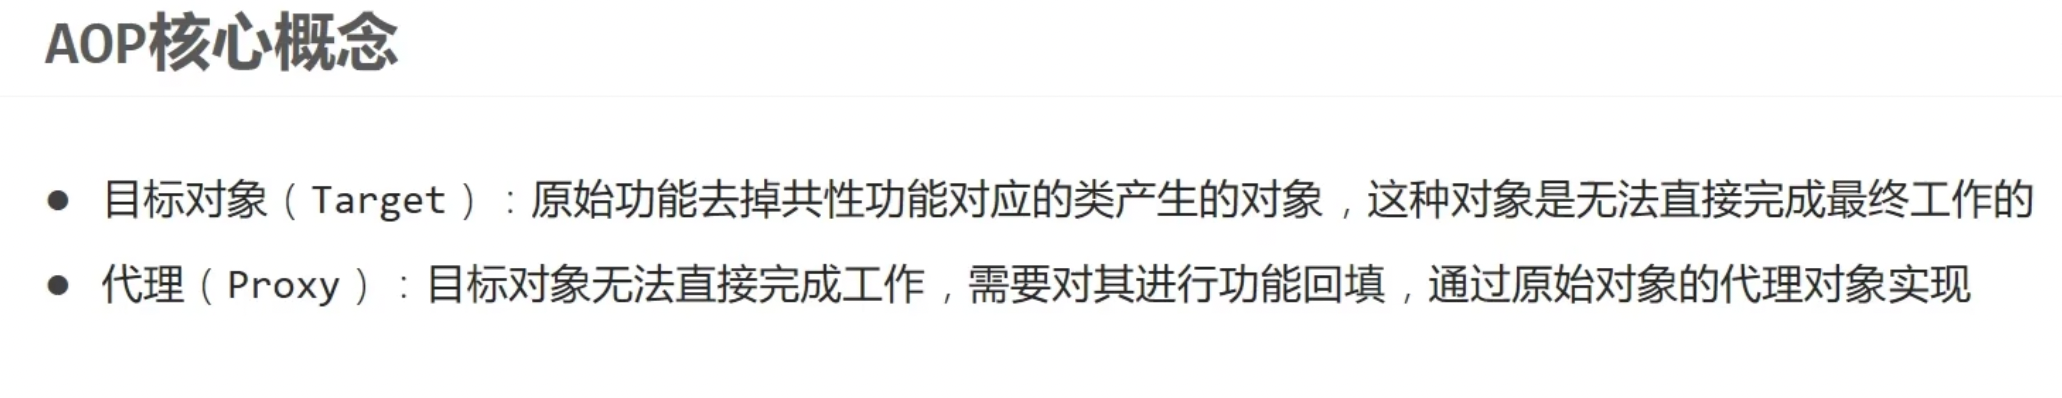 AOP核心概念
● 目标对象（Target）：原始功能去掉共性功能对应的类产生的对象，这种对象是无法直接完成最终工作的
● 代理（Proxy）：目标对象无法直接完成工作，需要对其进行功能回填，通过原始对象的代理对象实现